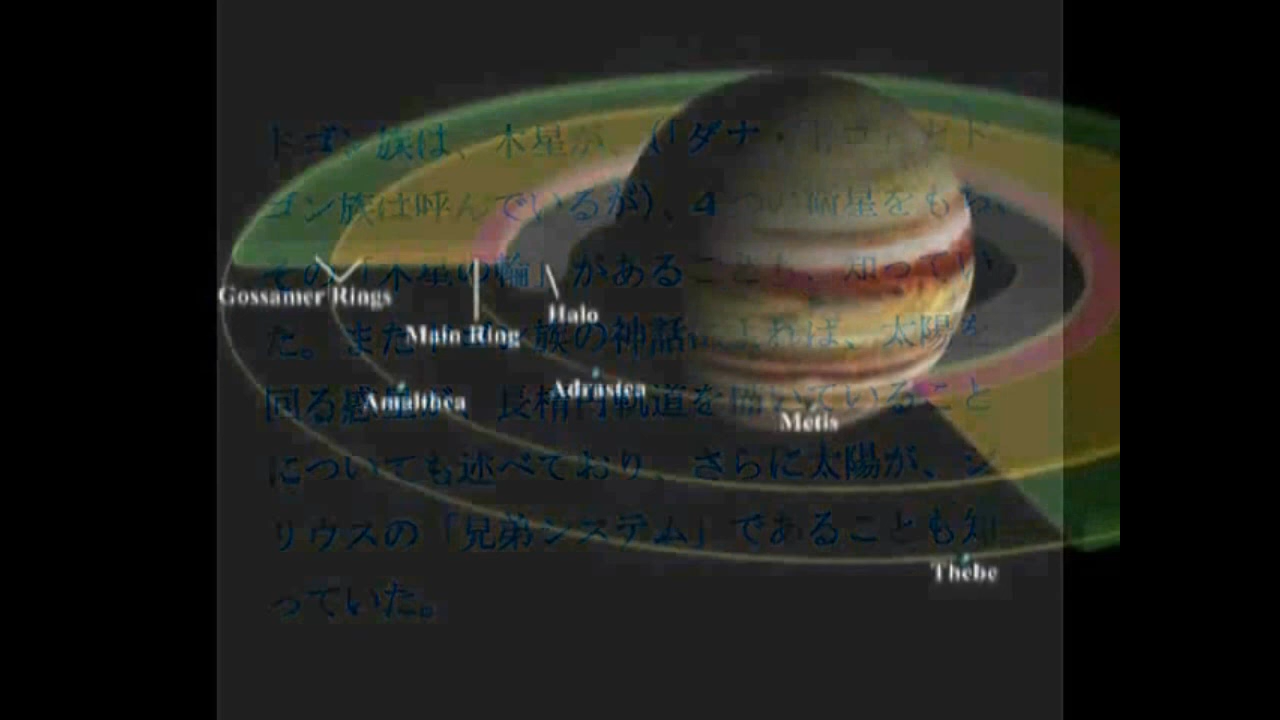 ドゴン族は、木星が、(「ダナ・トロ」とド
ゴン族は呼んでいるが)、4つの衛星をもち、
その「木星の輪」があることも、知ってい
た。またドゴン族の神話によれば、太陽を
回る惑星が、長楕円軌道を描いていること
についても述べており、さらに太陽が、シ
リウスの「兄弟システム」であることも知
っていた。
Gossamer Rings
Halo
Main Ring
Adrastea
Amalthea
Metis
Thebe